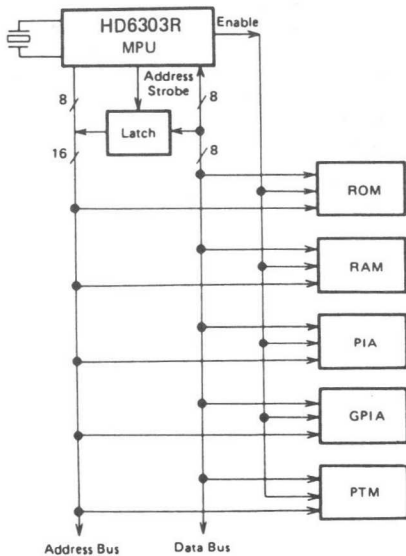 HD6303R
MPU
Enable
Address
Strobe
8
8
Latch
16
8
ROM
RAM
PIA
GPIA
PTM
Address Bus
Data Bus